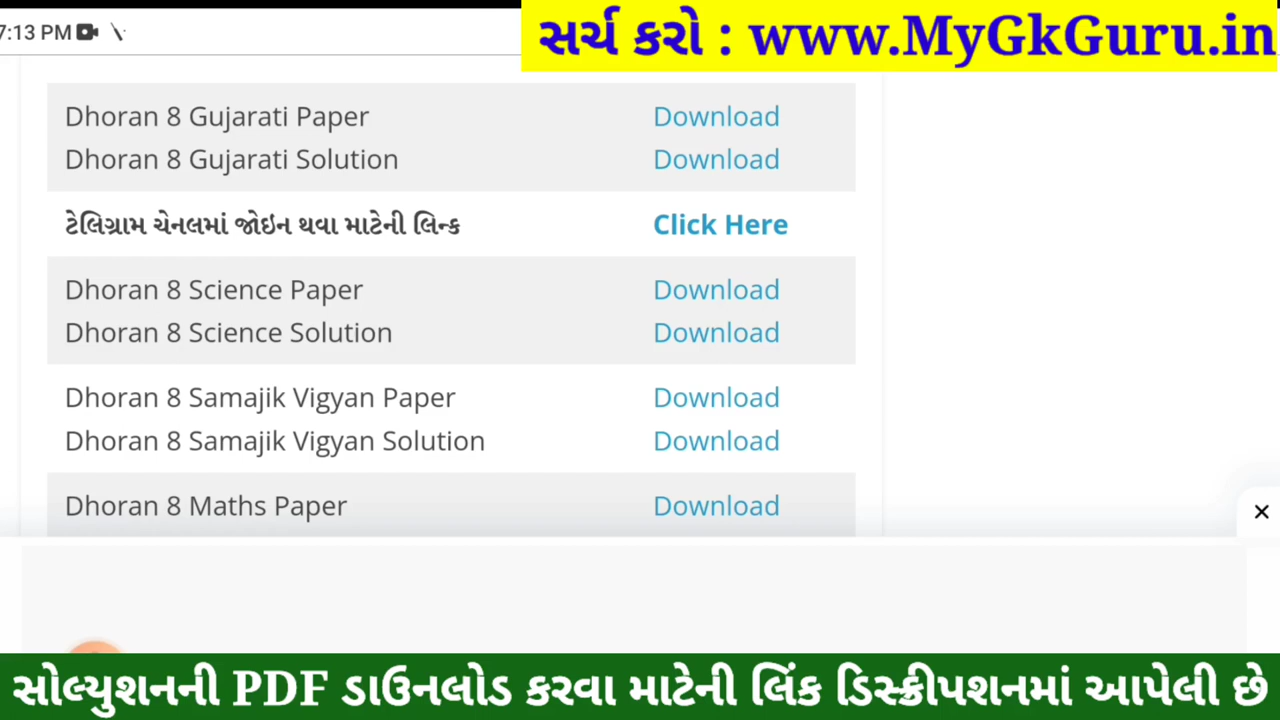 7:13 PM
સર્ચ કરો : www.MyGkGuru.in
Dhoran 8 Gujarati Paper Download
Dhoran 8 Gujarati Solution Download
ટેલિગ્રામ ચેનલમાં જોઇન થવા માટેની લિન્ક Click Here
Dhoran 8 Science Paper Download
Dhoran 8 Science Solution Download
Dhoran 8 Samajik Vigyan Paper Download
Dhoran 8 Samajik Vigyan Solution Download
Dhoran 8 Maths Paper Download
સોલ્યુશનની PDF ડાઉનલોડ કરવા માટેની લિંક ડિસ્ક્રીપશનમાં આપેલી છે